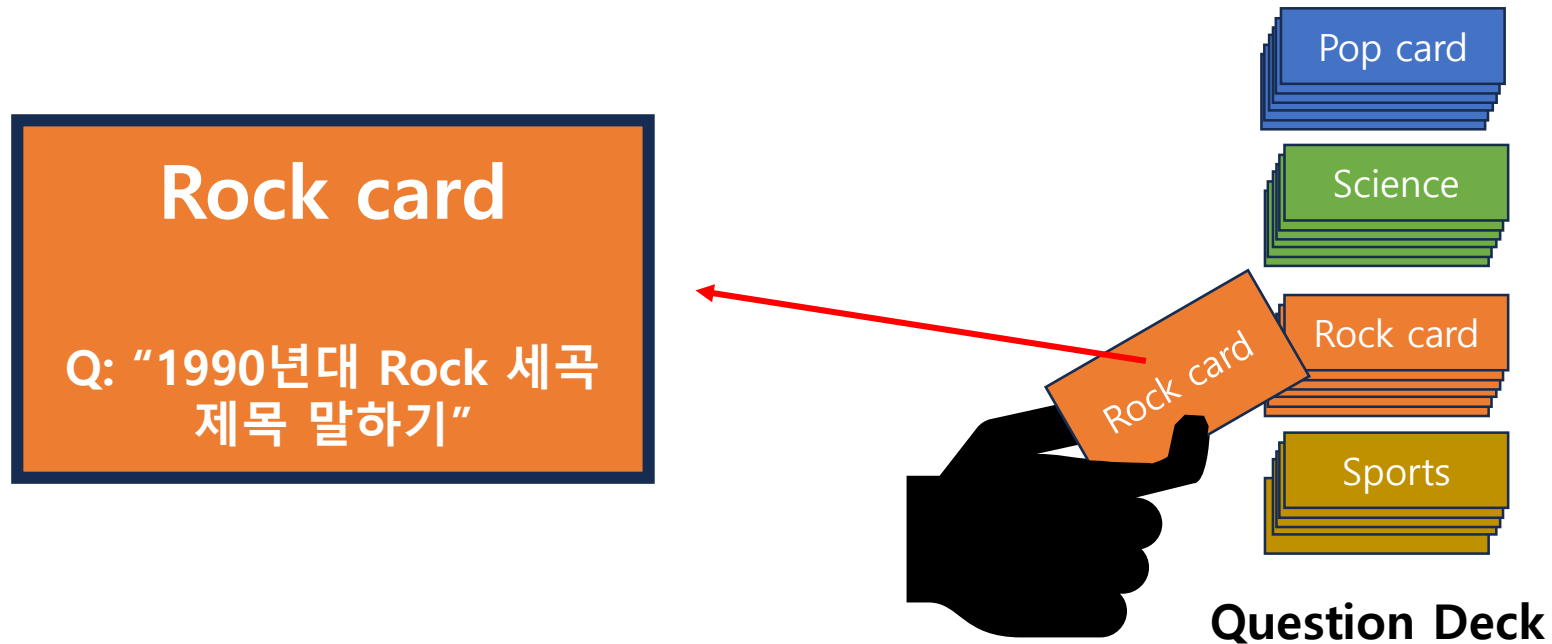 Rock card
Q: “1990년대 Rock 세곡
제목 말하기”
Pop card
Science
Rock card
Rock card
Sports
Question Deck